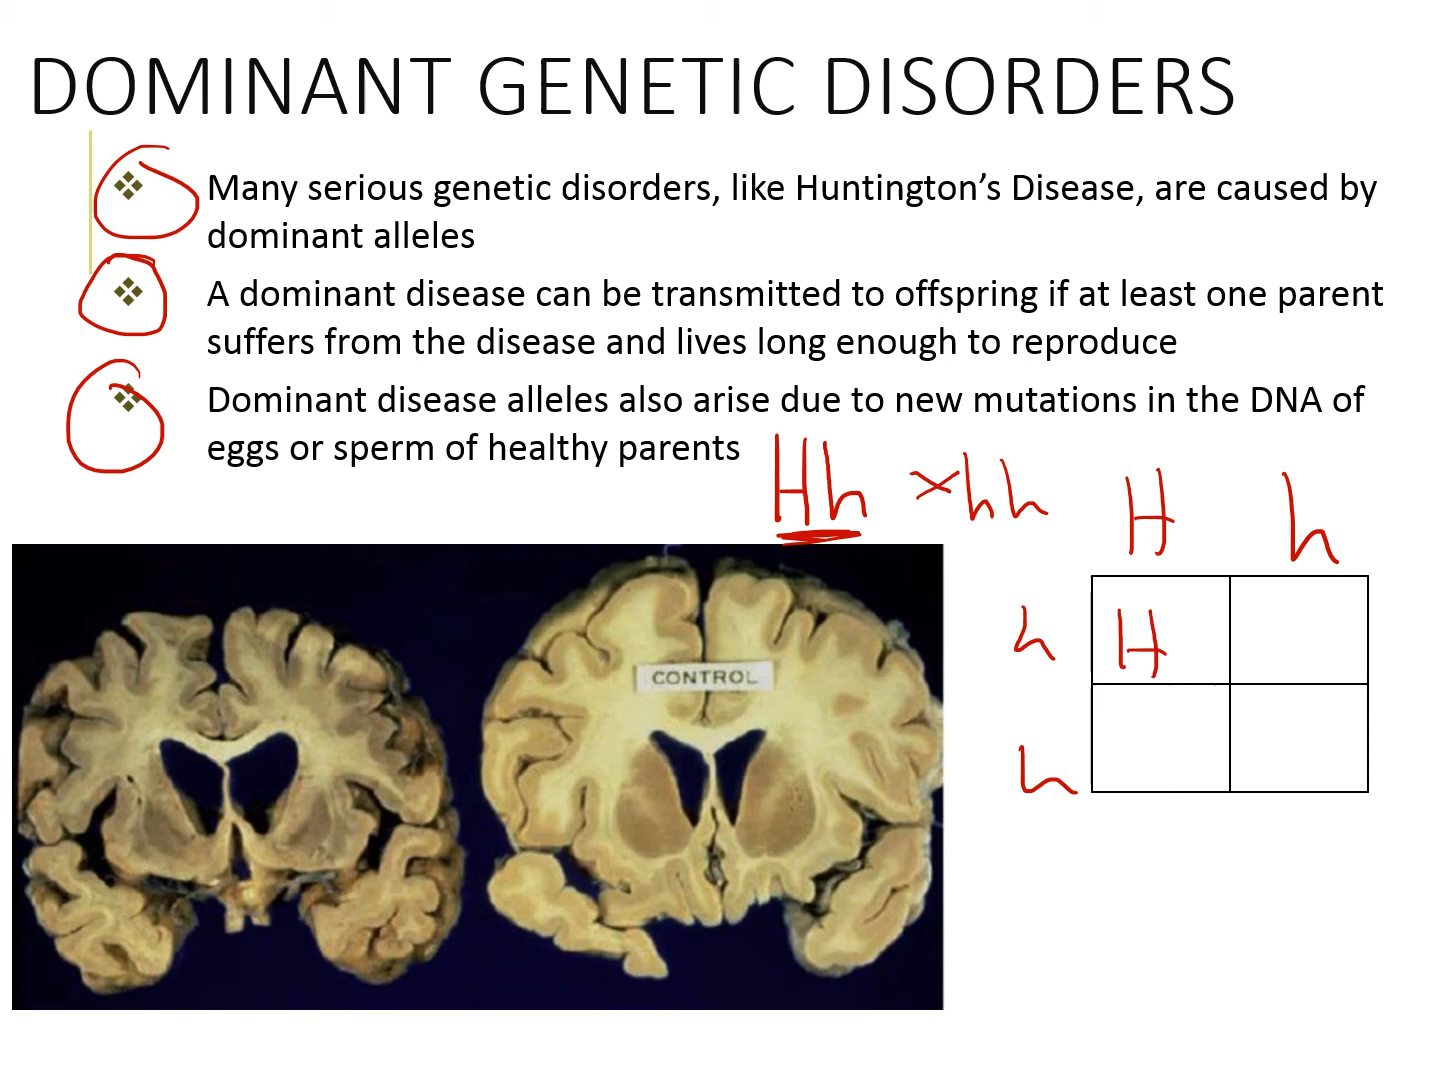 DOMINANT GENETIC DISORDERS
❖ Many serious genetic disorders, like Huntington’s Disease, are caused by
dominant alleles
❖ A dominant disease can be transmitted to offspring if at least one parent
suffers from the disease and lives long enough to reproduce
❖ Dominant disease alleles also arise due to new mutations in the DNA of
eggs or sperm of healthy parents
Hh × hh
H h
h H
h
CONTROL